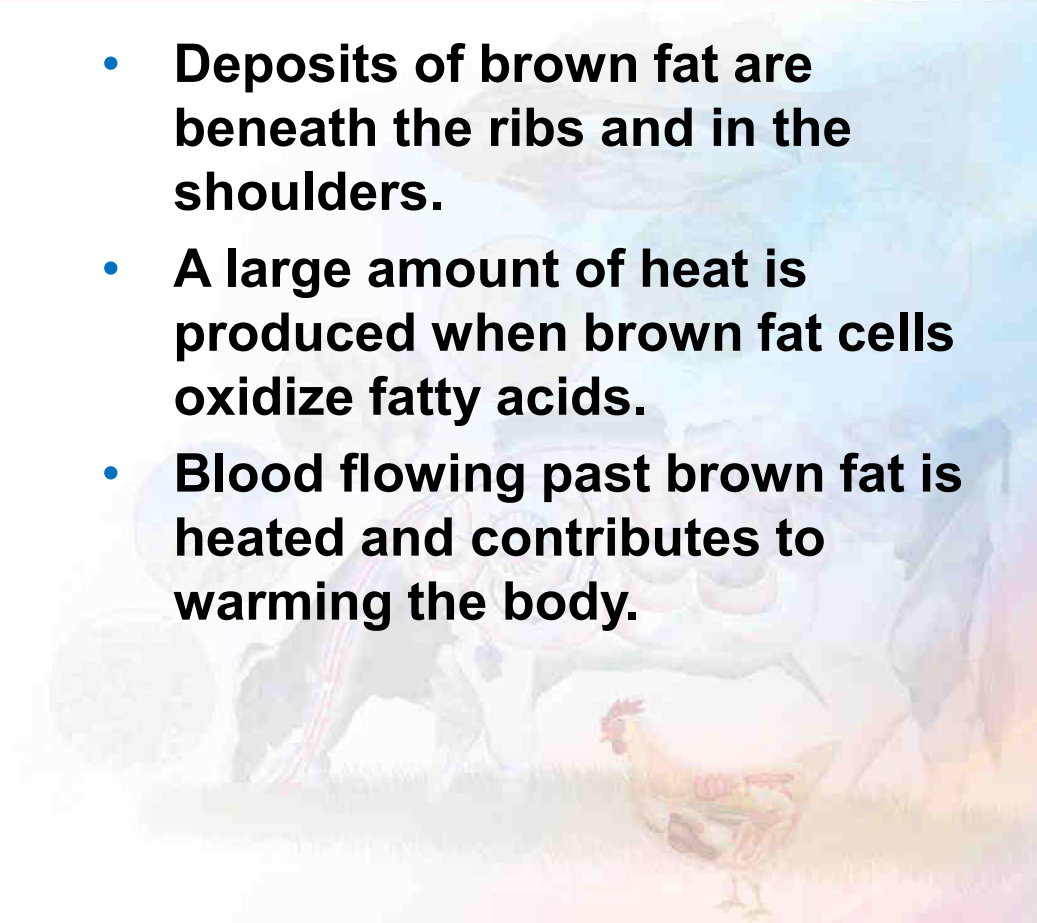 • Deposits of brown fat are
beneath the ribs and in the
shoulders.
• A large amount of heat is
produced when brown fat cells
oxidize fatty acids.
• Blood flowing past brown fat is
heated and contributes to
warming the body.